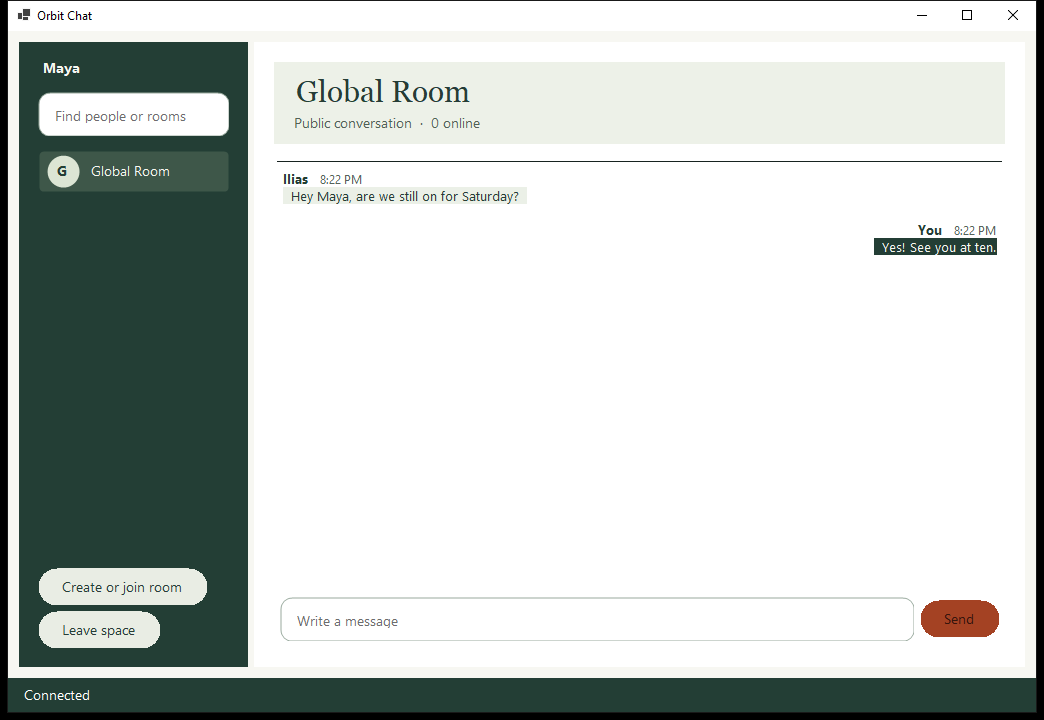 Orbit Chat
Maya
Find people or rooms
G Global Room
Create or join room
Leave space
Global Room
Public conversation · 0 online
Ilias 8:22 PM
Hey Maya, are we still on for Saturday?
You 8:22 PM
Yes! See you at ten.
Write a message
Send
Connected